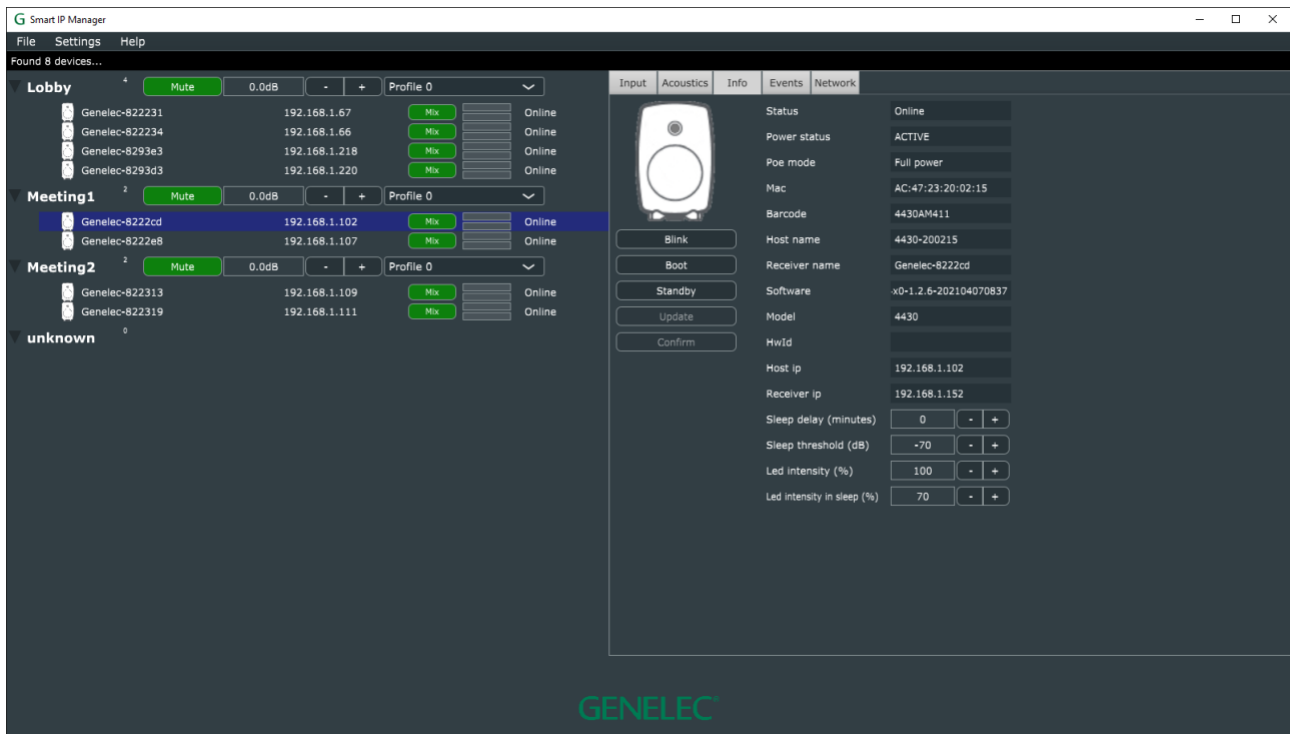 G Smart IP Manager
File Settings Help
Found 8 devices...
Lobby 4 Mute 0.0dB - + Profile 0
Genelec-822231 192.168.1.67 Mix Online
Genelec-822234 192.168.1.66 Mix Online
Genelec-8293e3 192.168.1.218 Mix Online
Genelec-8293d3 192.168.1.220 Mix Online
Meeting1 2 Mute 0.0dB - + Profile 0
Genelec-8222cd 192.168.1.102 Mix Online
Genelec-8222e8 192.168.1.107 Mix Online
Meeting2 2 Mute 0.0dB - + Profile 0
Genelec-822313 192.168.1.109 Mix Online
Genelec-822319 192.168.1.111 Mix Online
unknown 0
Input Acoustics Info Events Network
Blink
Boot
Standby
Update
Confirm
Status Online
Power status ACTIVE
Poe mode Full power
Mac AC:47:23:20:02:15
Barcode 4430AM411
Host name 4430-200215
Receiver name Genelec-8222cd
Software x0-1.2.6-202104070837
Model 4430
HwId
Host ip 192.168.1.102
Receiver ip 192.168.1.152
Sleep delay (minutes) 0 - +
Sleep threshold (dB) -70 - +
Led intensity (%) 100 - +
Led intensity in sleep (%) 70 - +
GENELEC®